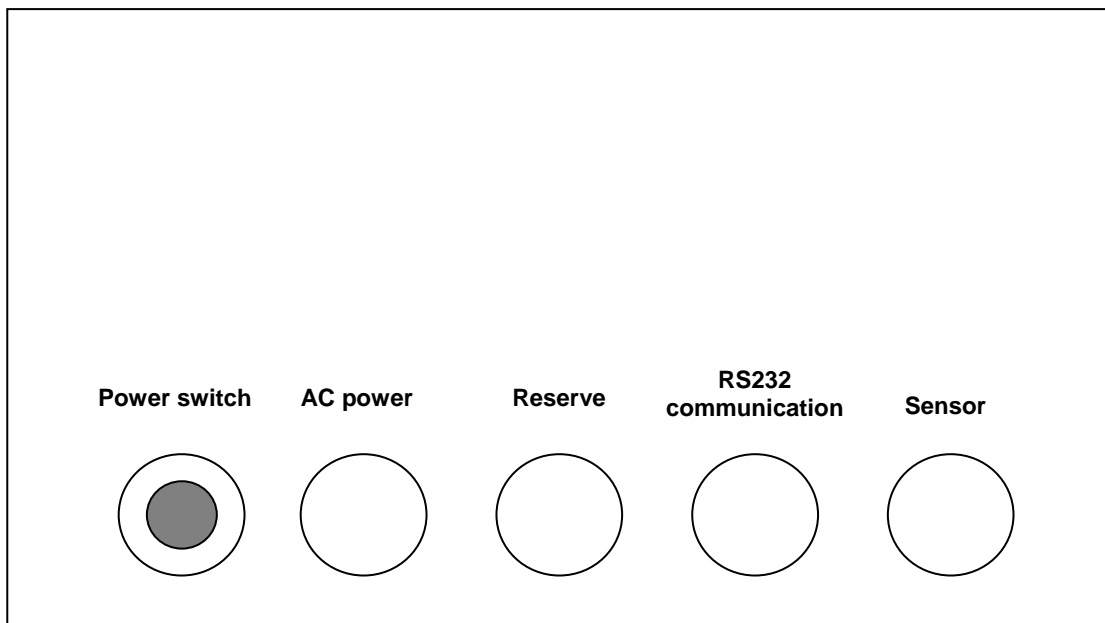 Power switch
AC power
Reserve
RS232
communication
Sensor